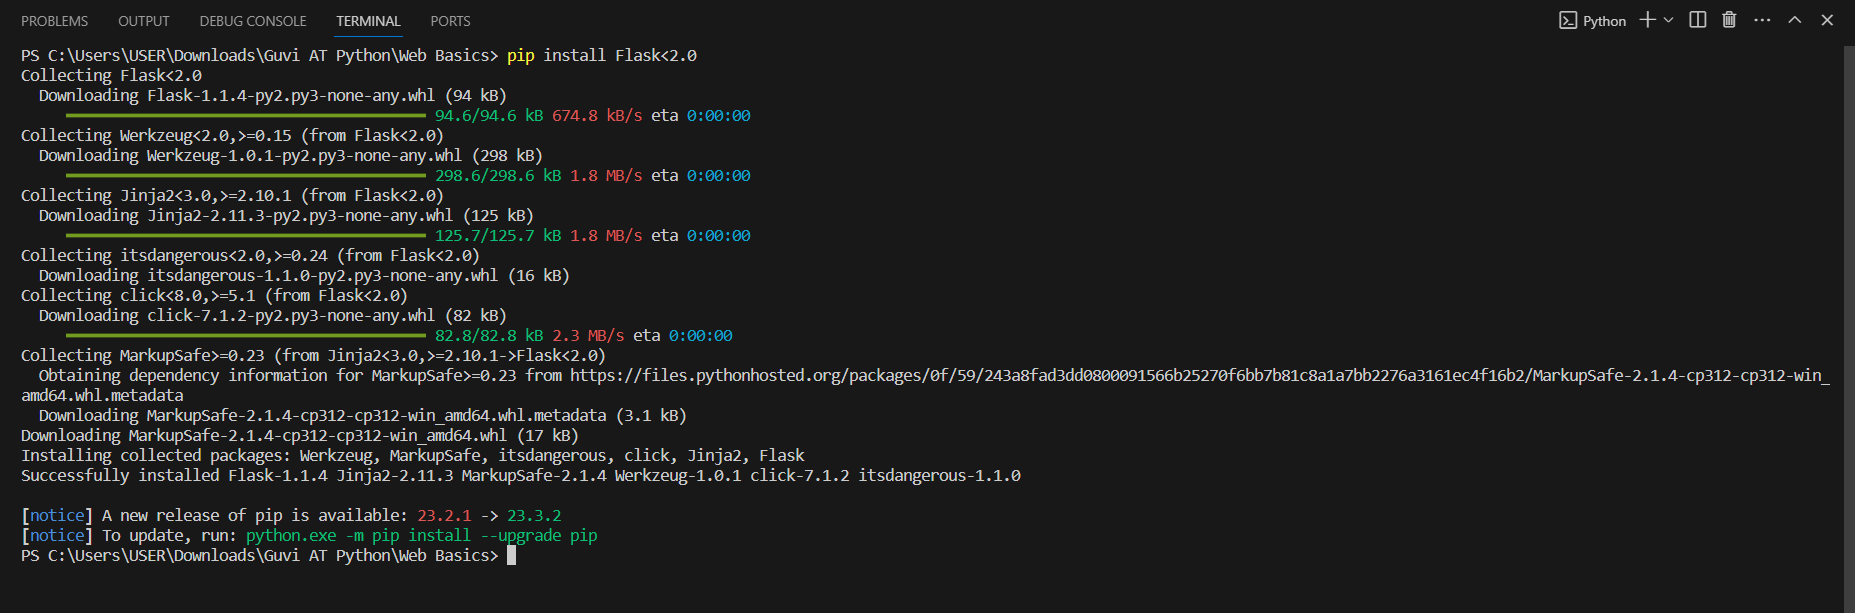 PROBLEMS OUTPUT DEBUG CONSOLE TERMINAL PORTS Python
PS C:\Users\USER\Downloads\Guvi AT Python\Web Basics> pip install Flask<2.0
Collecting Flask<2.0
  Downloading Flask-1.1.4-py2.py3-none-any.whl (94 kB)
94.6/94.6 kB 674.8 kB/s eta 0:00:00
Collecting Werkzeug<2.0,>=0.15 (from Flask<2.0)
  Downloading Werkzeug-1.0.1-py2.py3-none-any.whl (298 kB)
298.6/298.6 kB 1.8 MB/s eta 0:00:00
Collecting Jinja2<3.0,>=2.10.1 (from Flask<2.0)
  Downloading Jinja2-2.11.3-py2.py3-none-any.whl (125 kB)
125.7/125.7 kB 1.8 MB/s eta 0:00:00
Collecting itsdangerous<2.0,>=0.24 (from Flask<2.0)
  Downloading itsdangerous-1.1.0-py2.py3-none-any.whl (16 kB)
Collecting click<8.0,>=5.1 (from Flask<2.0)
  Downloading click-7.1.2-py2.py3-none-any.whl (82 kB)
82.8/82.8 kB 2.3 MB/s eta 0:00:00
Collecting MarkupSafe>=0.23 (from Jinja2<3.0,>=2.10.1->Flask<2.0)
  Obtaining dependency information for MarkupSafe>=0.23 from https://files.pythonhosted.org/packages/0f/59/243a8fad3dd0800091566b25270f6bb7b81c8a1a7bb2276a3161ec4f16b2/MarkupSafe-2.1.4-cp312-cp312-win_
amd64.whl.metadata
  Downloading MarkupSafe-2.1.4-cp312-cp312-win_amd64.whl.metadata (3.1 kB)
Downloading MarkupSafe-2.1.4-cp312-cp312-win_amd64.whl (17 kB)
Installing collected packages: Werkzeug, MarkupSafe, itsdangerous, click, Jinja2, Flask
Successfully installed Flask-1.1.4 Jinja2-2.11.3 MarkupSafe-2.1.4 Werkzeug-1.0.1 click-7.1.2 itsdangerous-1.1.0
[notice] A new release of pip is available: 23.2.1 -> 23.3.2
[notice] To update, run: python.exe -m pip install --upgrade pip
PS C:\Users\USER\Downloads\Guvi AT Python\Web Basics>